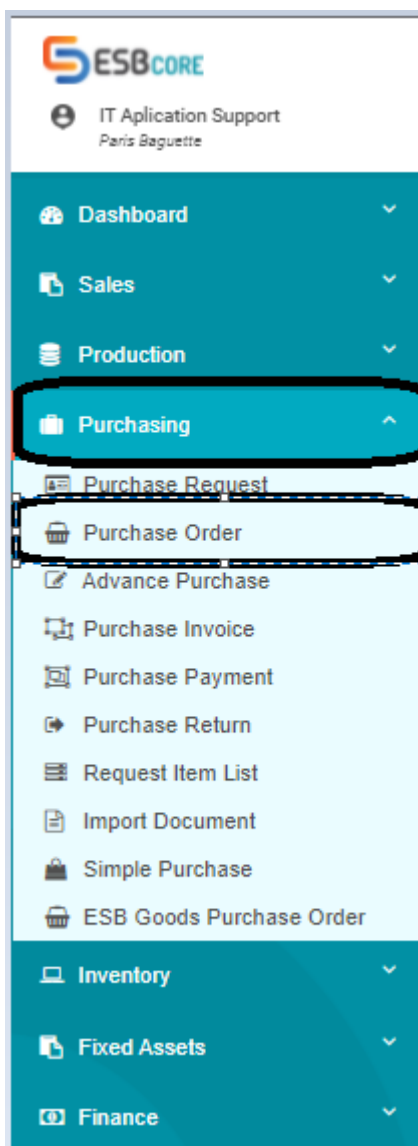 ESBCORE
IT Aplication Support
Paris Baguette
Dashboard
Sales
Production
Purchasing
Purchase Request
Purchase Order
Advance Purchase
Purchase Invoice
Purchase Payment
Purchase Return
Request Item List
Import Document
Simple Purchase
ESB Goods Purchase Order
Inventory
Fixed Assets
Finance